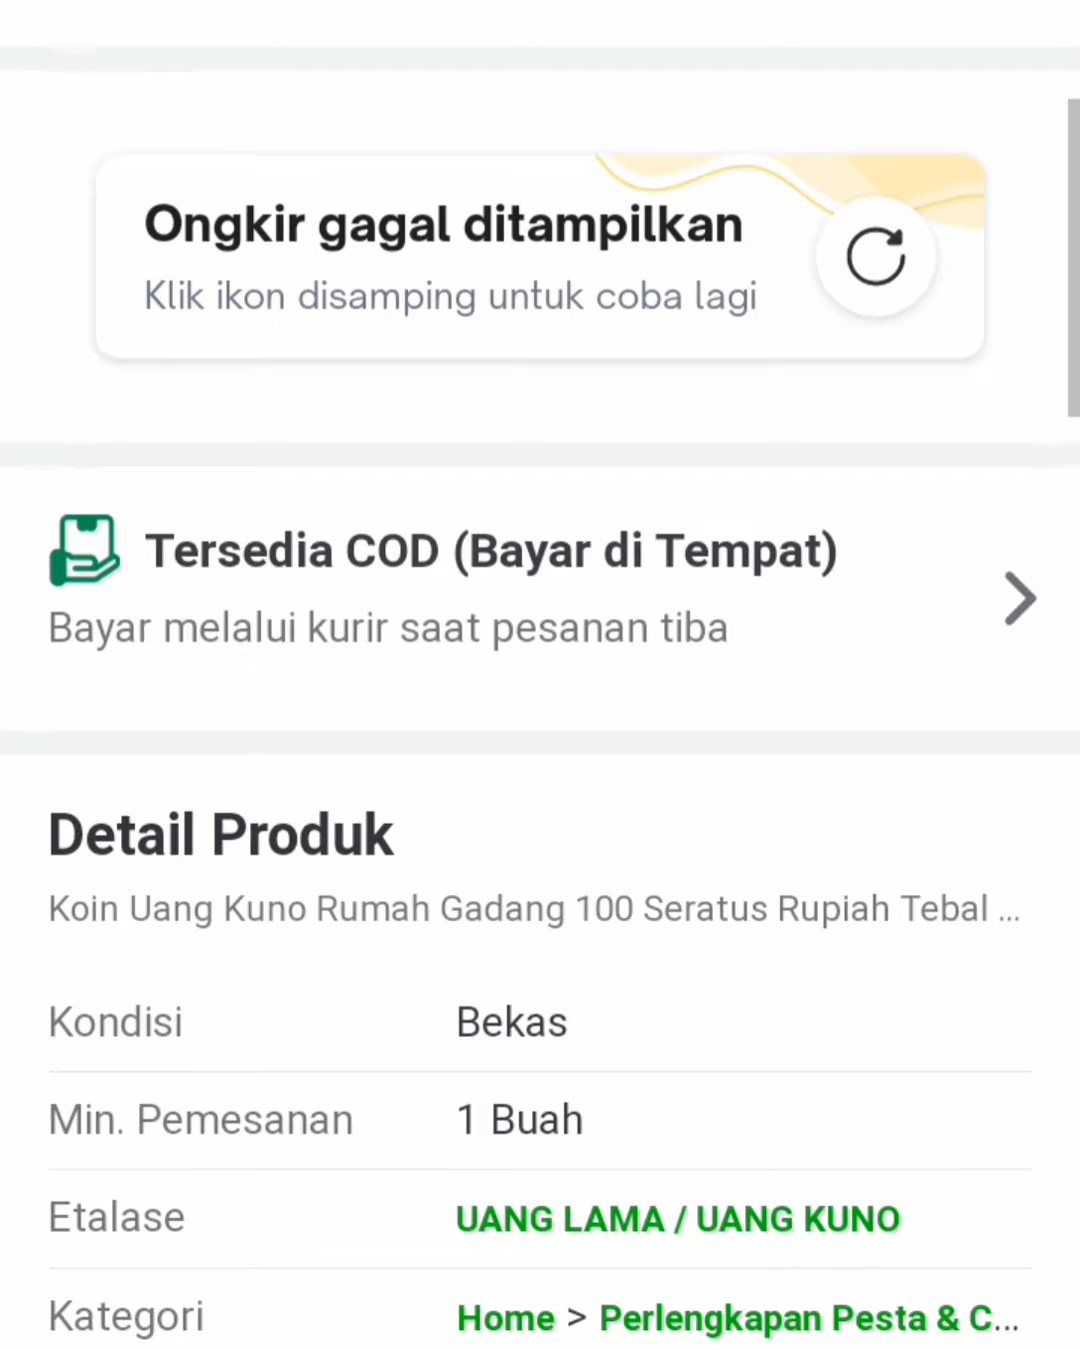 Ongkir gagal ditampilkan
Klik ikon disamping untuk coba lagi
Tersedia COD (Bayar di Tempat)
Bayar melalui kurir saat pesanan tiba
Detail Produk
Koin Uang Kuno Rumah Gadang 100 Seratus Rupiah Tebal ...
Kondisi Bekas
Min. Pemesanan 1 Buah
Etalase UANG LAMA / UANG KUNO
Kategori Home > Perlengkapan Pesta & C...